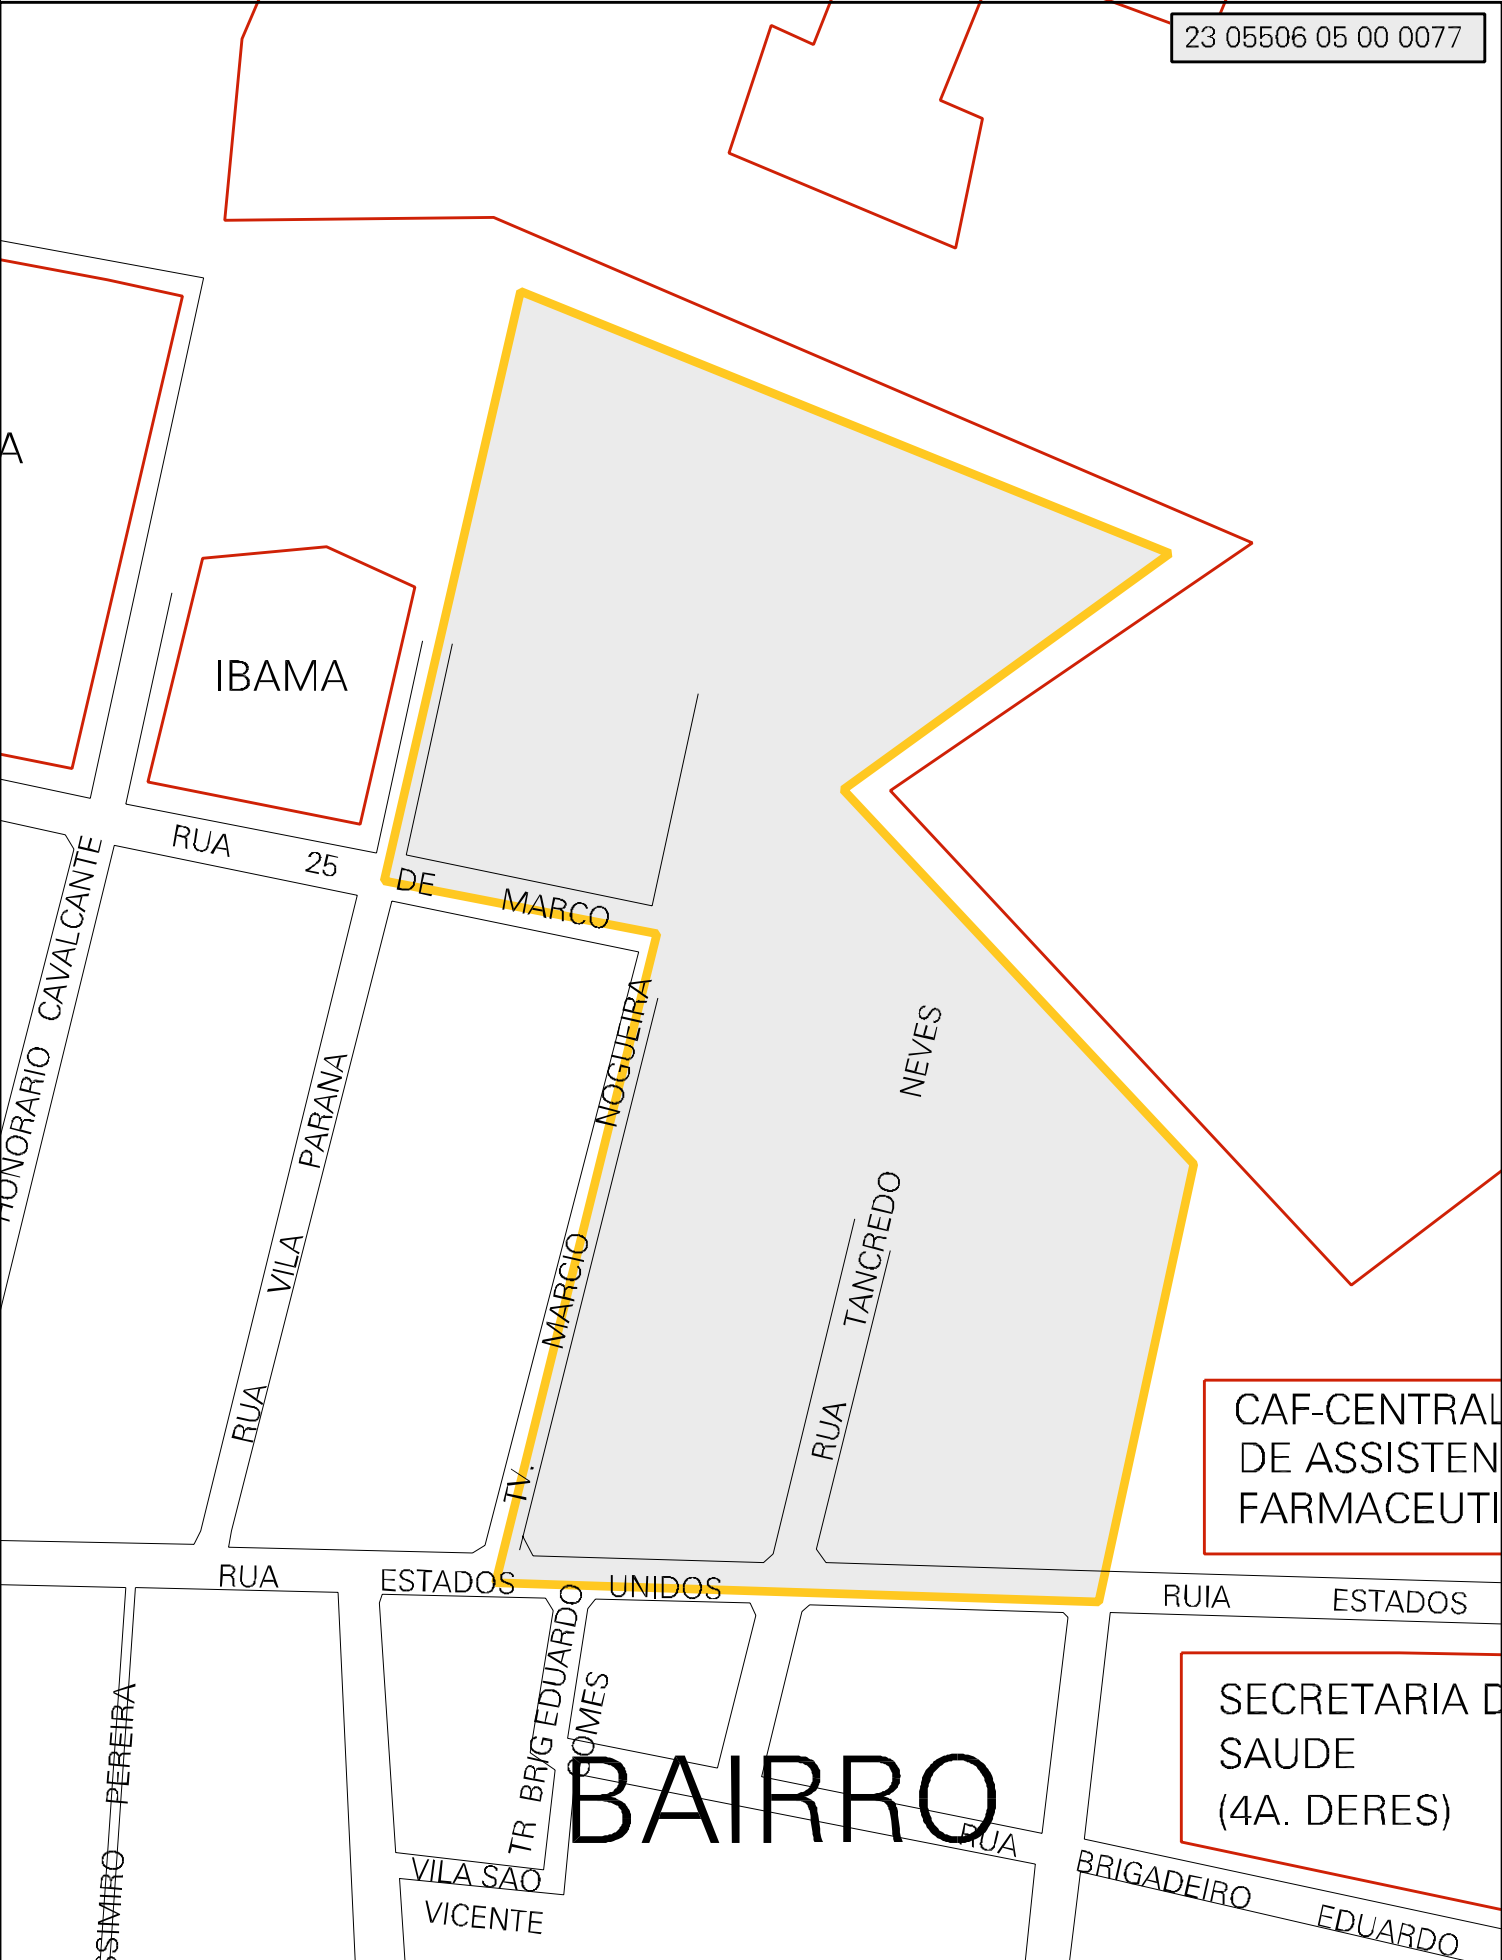 23 05506 05 00 0077
A
IBAMA
RUA 25 DE MARCO
HONORARIO CAVALCANTE
RUA VILA PARANA
TV. MARCIO NOGUEIRA
RUA TANCREDO NEVES
CAF-CENTRAL
DE ASSISTEN
FARMACEUTI
RUA ESTADOS UNIDOS
RUIA ESTADOS
SECRETARIA D
SAUDE
(4A. DERES)
TR BRIG EDUARDO
GOMES
BAIRRO
SSIMIRO PEREIRA
RUA BRIGADEIRO EDUARDO
VILA SAO
VICENTE